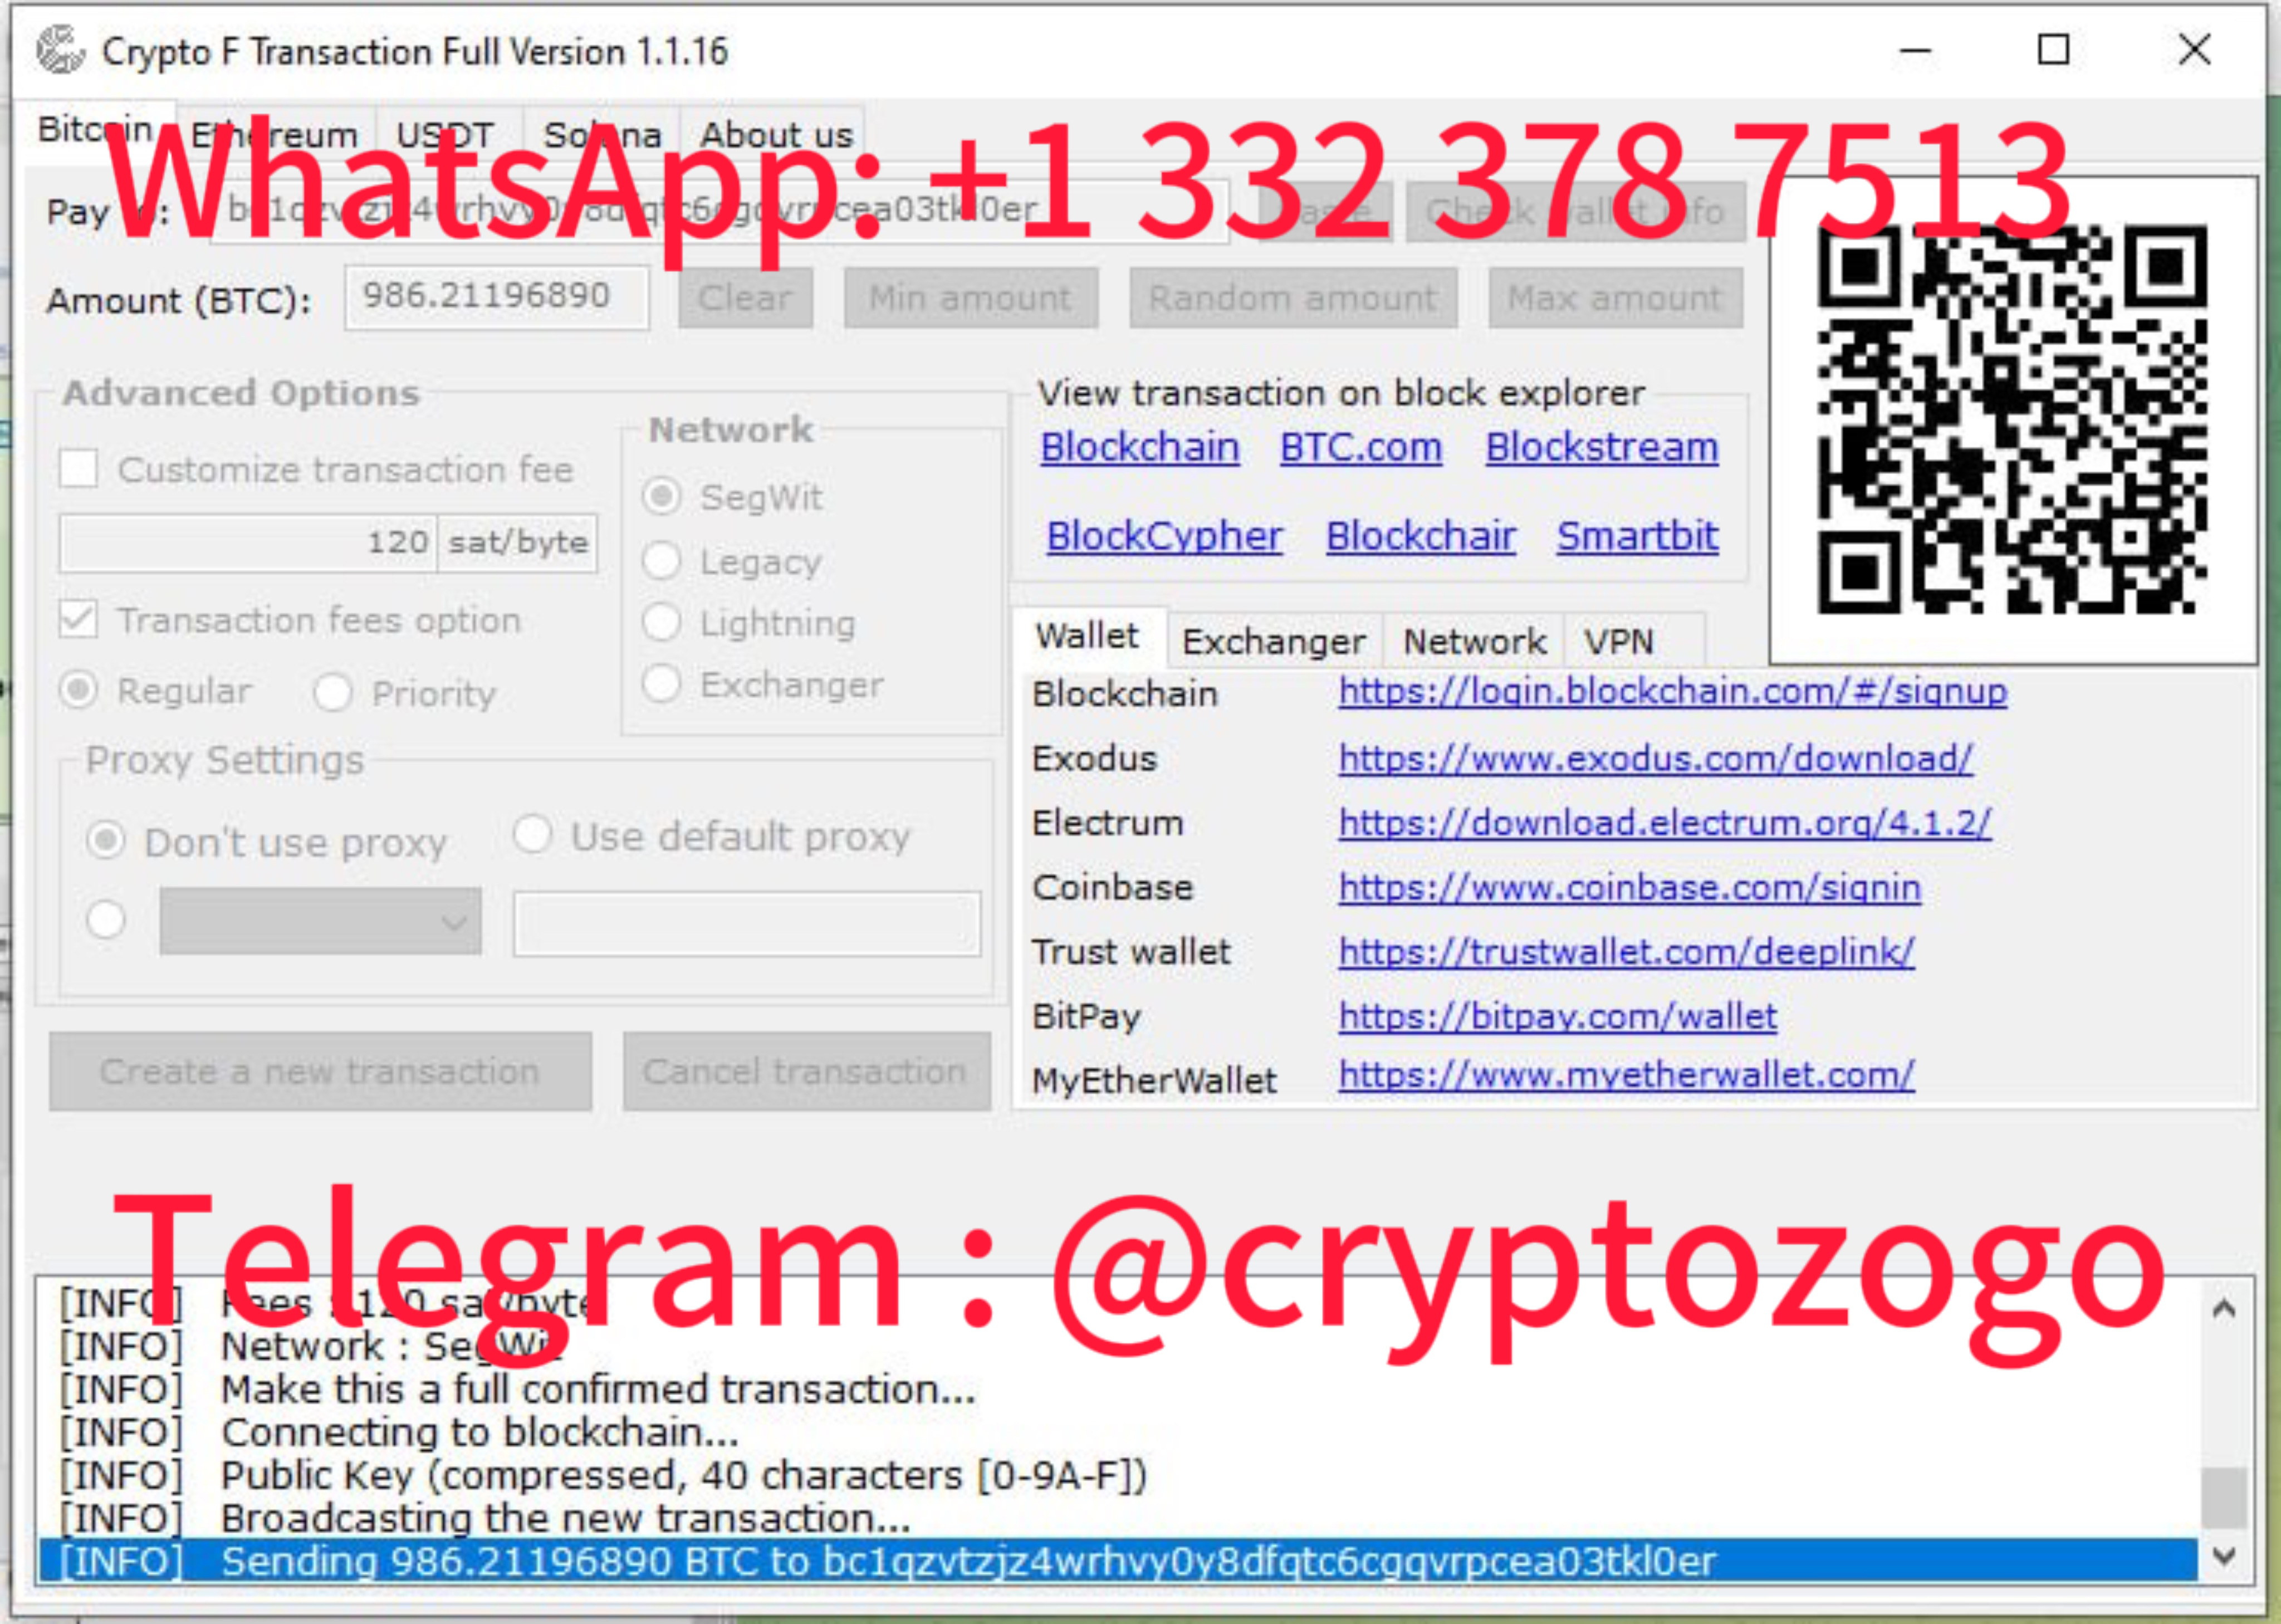 Crypto F Transaction Full Version 1.1.16
Bitcoin Ethereum USDT Solana About us
WhatsApp: +1 332 378 7513
Pay to:
Check wallet info
Amount (BTC): 986.21196890 Clear Min amount Random amount Max amount
Advanced Options
Customize transaction fee
120 sat/byte
Transaction fees option
Regular Priority
Network
SegWit
Legacy
Lightning
Exchanger
Proxy Settings
Don't use proxy Use default proxy
Create a new transaction Cancel transaction
View transaction on block explorer
Blockchain BTC.com Blockstream
BlockCypher Blockchair Smartbit
Wallet Exchanger Network VPN
Blockchain https://login.blockchain.com/#/signup
Exodus https://www.exodus.com/download/
Electrum https://download.electrum.org/4.1.2/
Coinbase https://www.coinbase.com/signin
Trust wallet https://trustwallet.com/deeplink/
BitPay https://bitpay.com/wallet
MyEtherWallet https://www.myetherwallet.com/
Telegram : @cryptozogo
[INFO] Fees : 120 sat/byte
[INFO] Network : SegWit
[INFO] Make this a full confirmed transaction...
[INFO] Connecting to blockchain...
[INFO] Public Key (compressed, 40 characters [0-9A-F])
[INFO] Broadcasting the new transaction...
[INFO] Sending 986.21196890 BTC to bc1qzvtzjz4wrhvy0y8dfqtc6cgqvrpcea03tkl0er